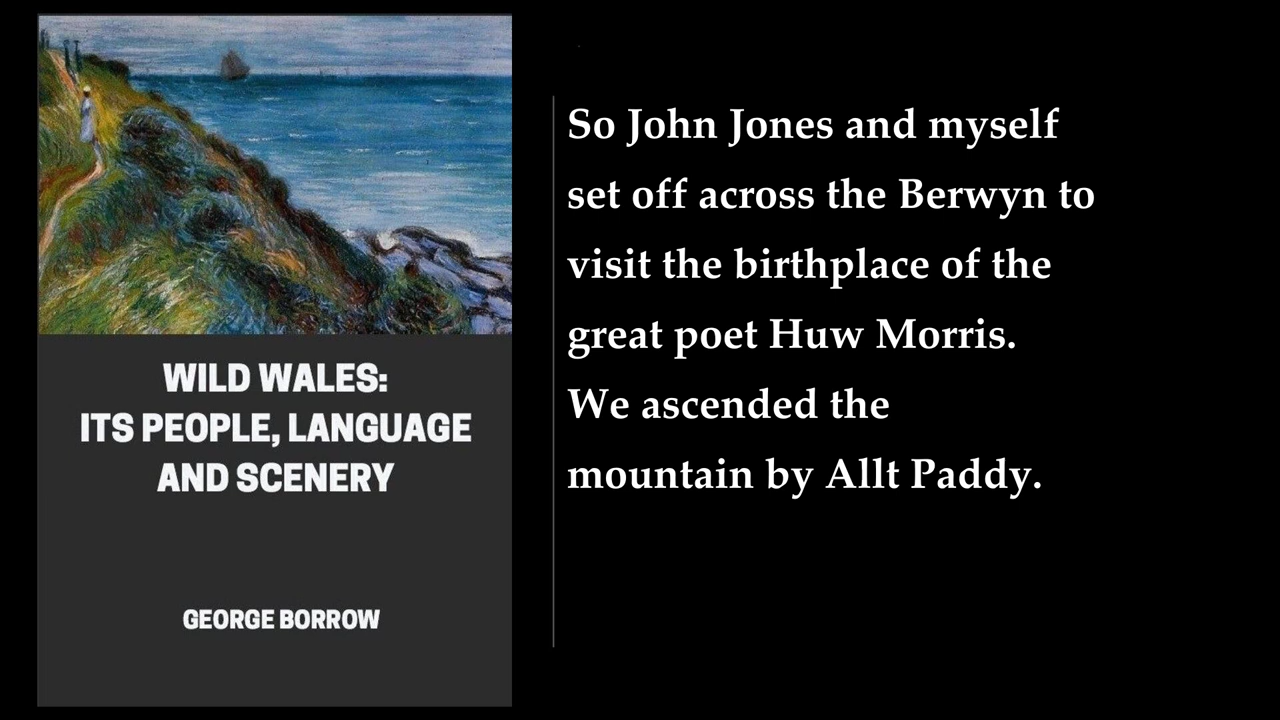 WILD WALES:
ITS PEOPLE, LANGUAGE
AND SCENERY
GEORGE BORROW
So John Jones and myself
set off across the Berwyn to
visit the birthplace of the
great poet Huw Morris.
We ascended the
mountain by Allt Paddy.